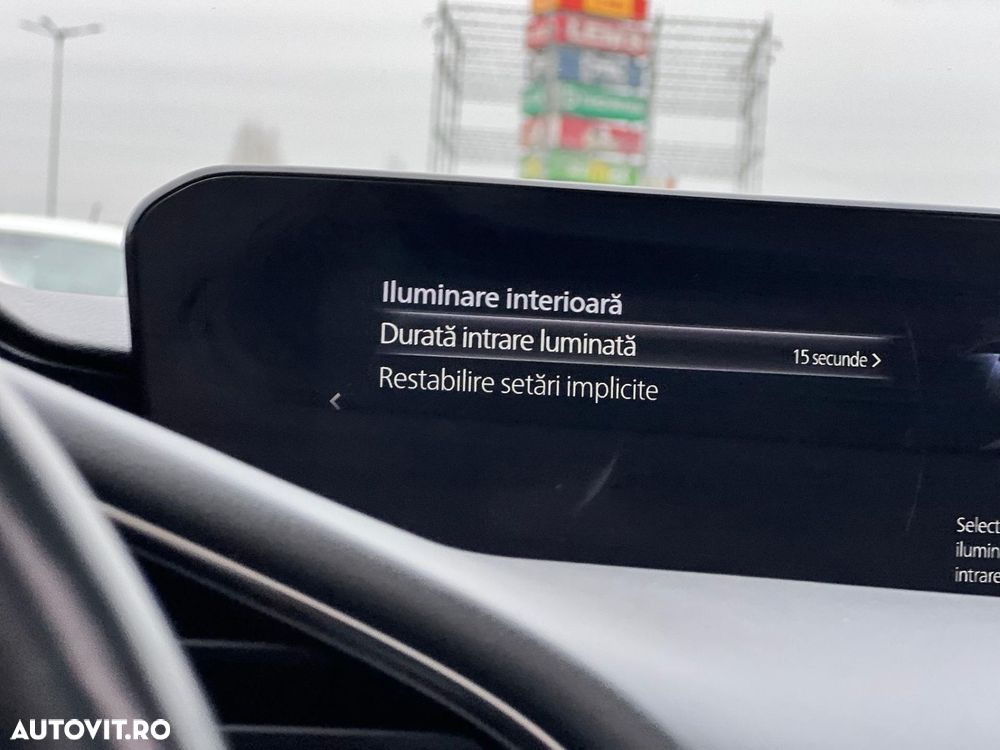 Iluminare interioară
Durată intrare luminată
15 secunde >
Restabilire setări implicite
<
Select
ilumin
intrare
AUTOVIT.RO